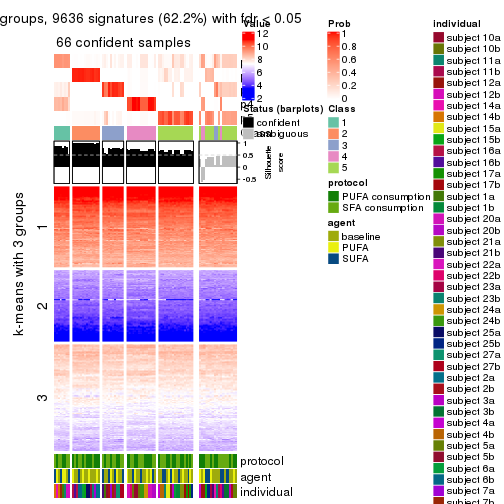 groups, 9636 signatures (62.2%) with fdr < 0.05
66 confident samples
k-means with 3 groups
1
2
3
1
0.5
0
-0.5
Silhouette
score
protocol
agent
individual
Value
12
10
8
6
4
2
Status (barplots)
confident
ambiguous
Prob
1
0.8
0.6
0.4
0.2
0
Class
1
2
3
4
5
protocol
PUFA consumption
SFA consumption
agent
baseline
PUFA
SUFA
individual
subject 10a
subject 10b
subject 11a
subject 11b
subject 12a
subject 12b
subject 14a
subject 14b
subject 15a
subject 15b
subject 16a
subject 16b
subject 17a
subject 17b
subject 1a
subject 1b
subject 20a
subject 20b
subject 21a
subject 21b
subject 22a
subject 22b
subject 23a
subject 23b
subject 24a
subject 24b
subject 25a
subject 25b
subject 27a
subject 27b
subject 2a
subject 2b
subject 3a
subject 3b
subject 4a
subject 4b
subject 5a
subject 5b
subject 6a
subject 6b
subject 7a
subject 7b